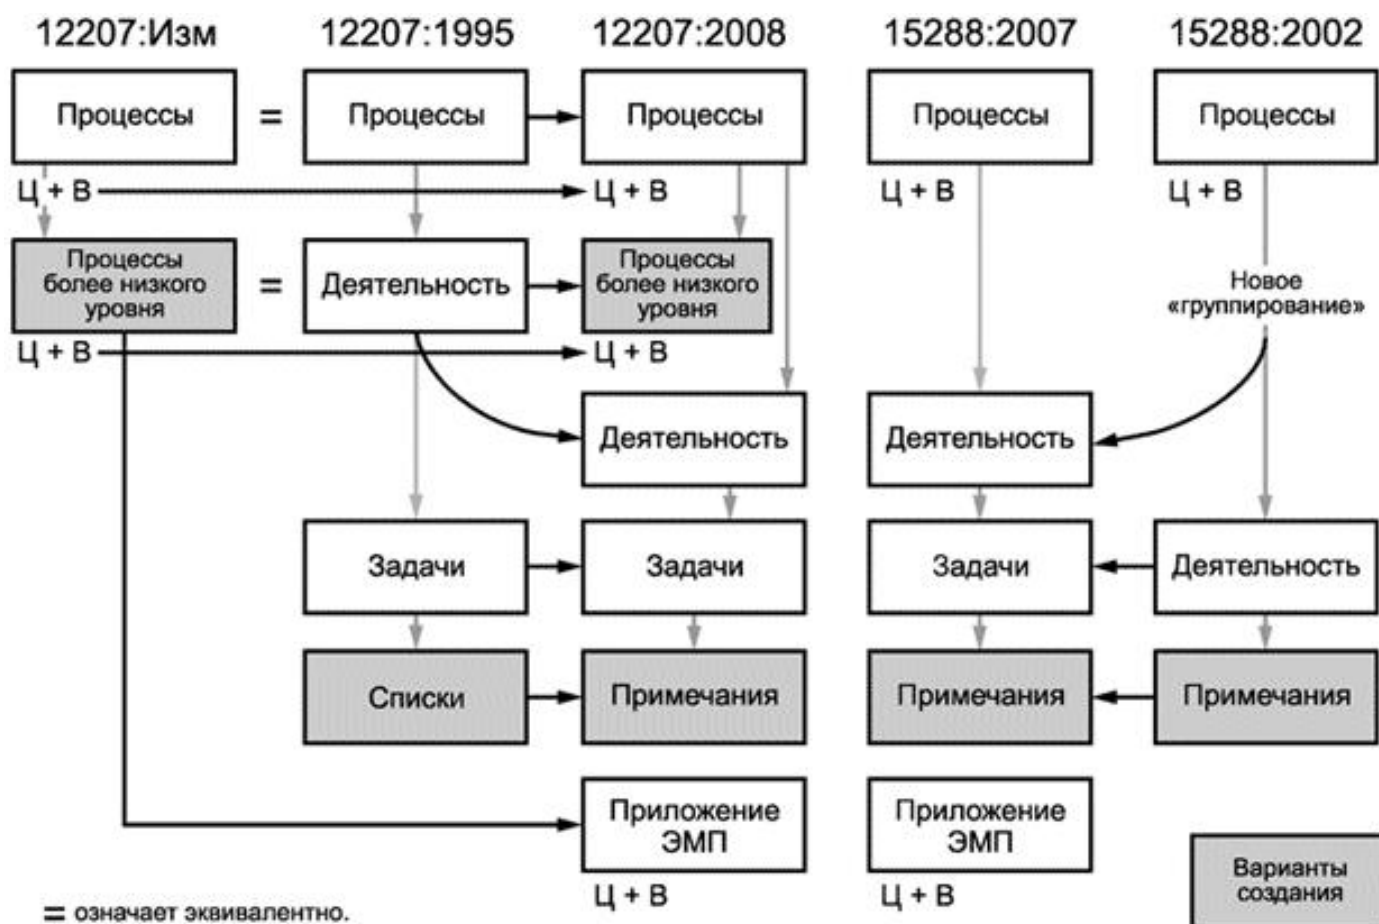 12207:Изм 12207:1995 12207:2008 15288:2007 15288:2002
Процессы = Процессы Процессы Процессы Процессы
Ц + В Ц + В Ц + В Ц + В
Процессы
более низкого
уровня
=
Деятельность
Процессы
более низкого
уровня
Новое
«группирование»
Ц + В Ц + В
Деятельность Деятельность
Задачи Задачи Задачи Деятельность
Списки Примечания Примечания Примечания
Приложение
ЭМП
Приложение
ЭМП
Ц + В Ц + В
Варианты
создания
= означает эквивалентно.